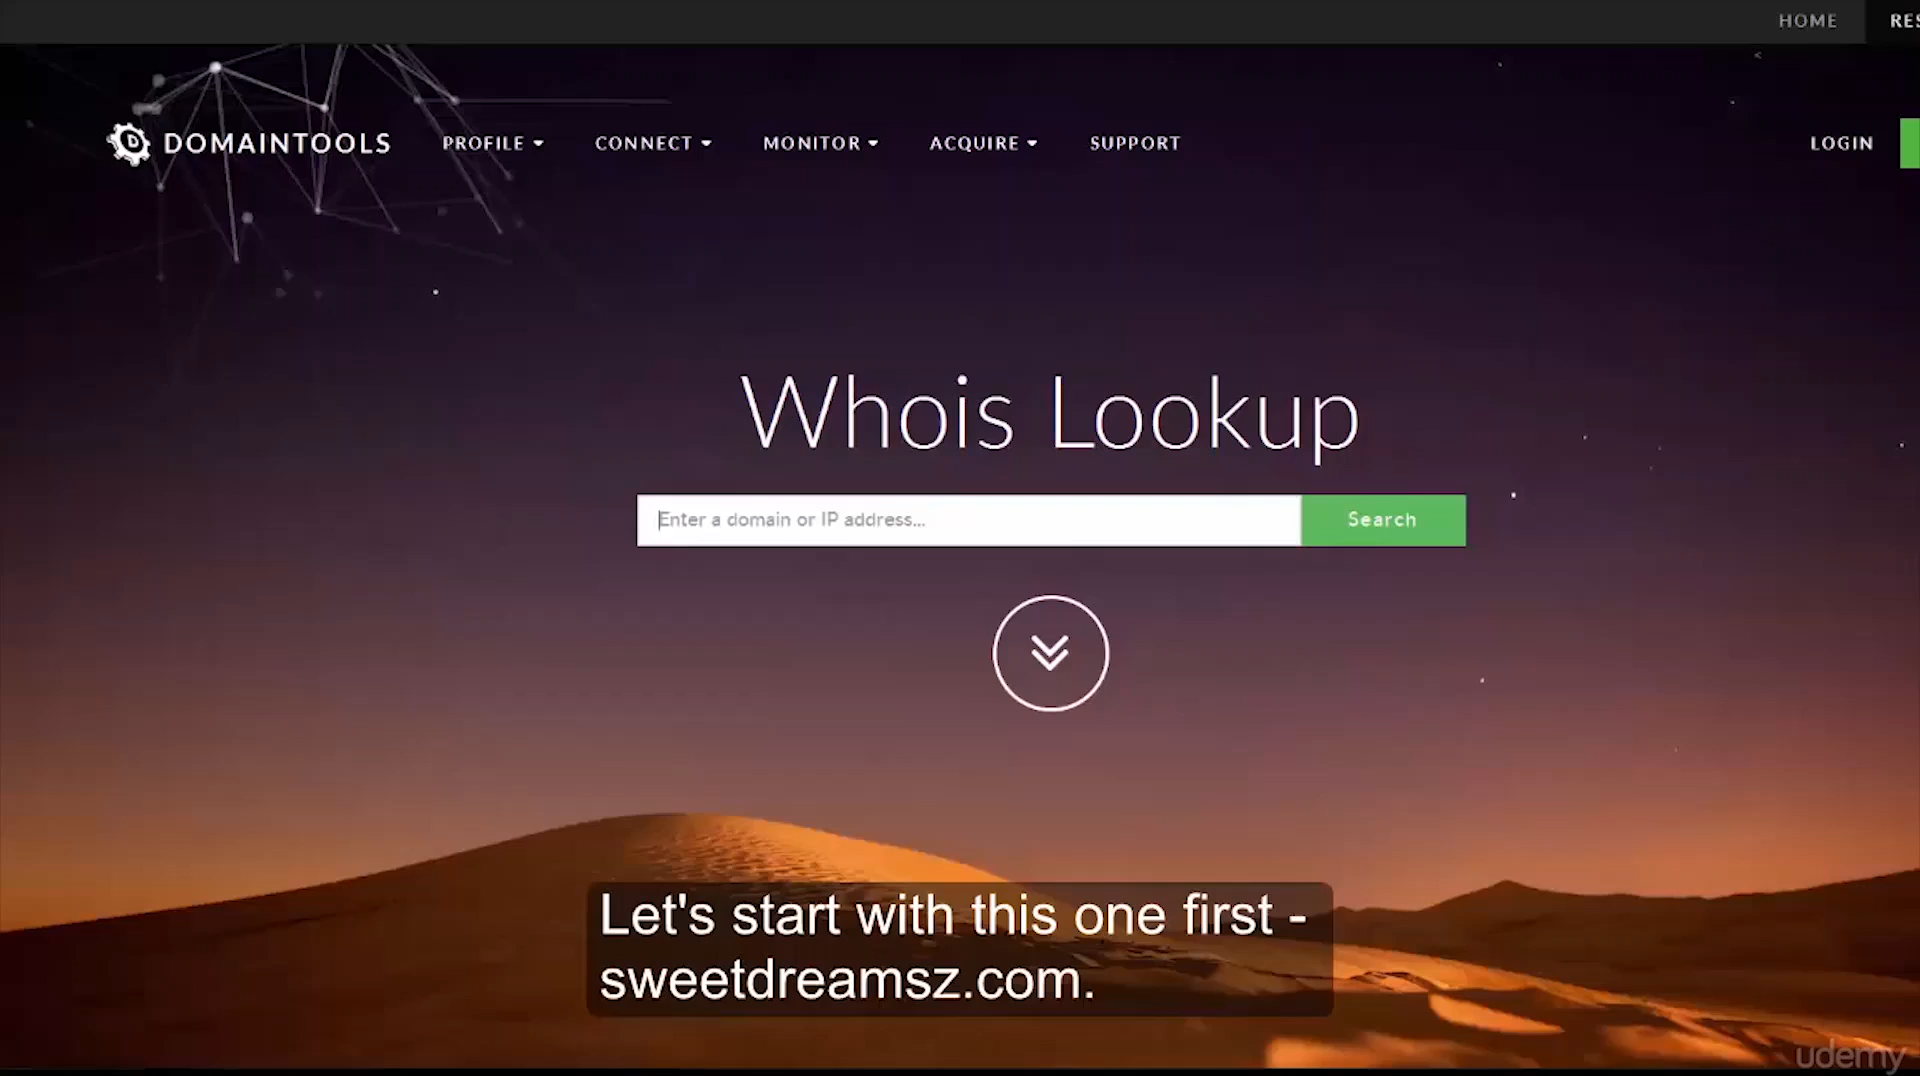 HOME
DOMAINTOOLS PROFILE CONNECT MONITOR ACQUIRE SUPPORT LOGIN
Whois Lookup
Enter a domain or IP address... Search
Let's start with this one first -
sweetdreamsz.com.
udemy